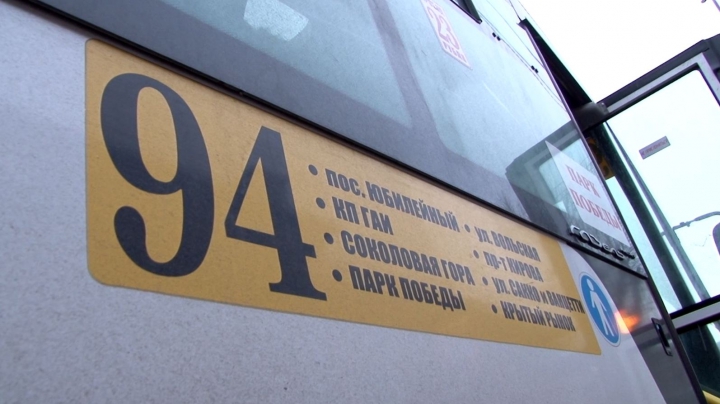 94
• ПОС. ЮБИЛЕЙНЫЙ
• КП ГАИ
• СОКОЛОВАЯ ГОРА
• ПАРК ПОБЕДЫ
• УЛ. ВОЛЬСКАЯ
• ПР-Т КИРОВА
• УЛ. САККО И ВАНЦЕТТИ
• КРЫТЫЙ РЫНОК
ПАРК
ПОБЕДЫ
23